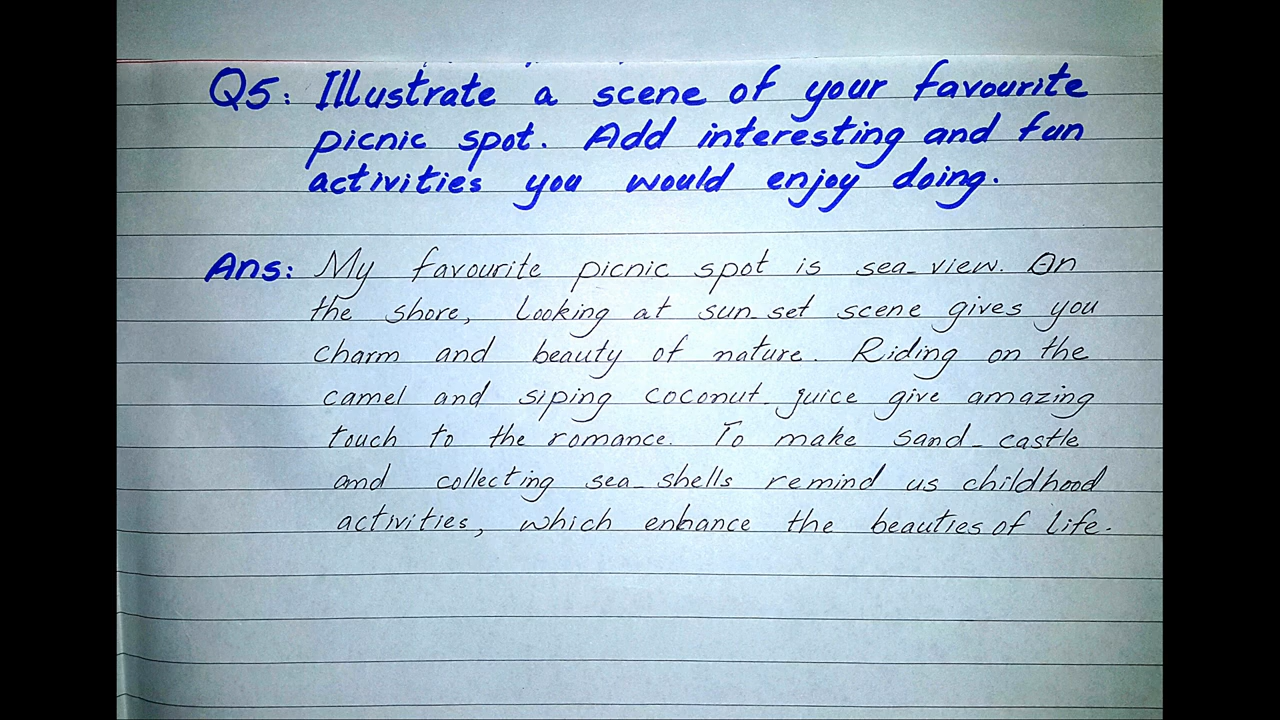 Q5: Illustrate a scene of your favourite
picnic spot. Add interesting and fun
activities you would enjoy doing.
Ans: My favourite picnic spot is sea-view. On
the shore, looking at sun-set scene gives you
charm and beauty of nature. Riding on the
camel and siping coconut-juice give amazing
touch to the romance. To make sand-castle
and collecting sea-shells remind us childhood
activities, which enhance the beauties of life.